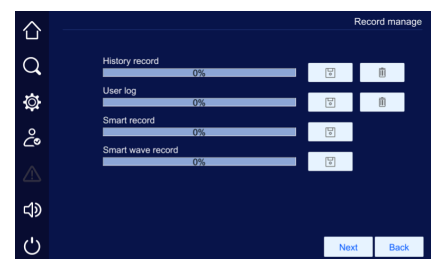 Record manage
History record
0%
User log
0%
Smart record
0%
Smart wave record
0%
Next Back